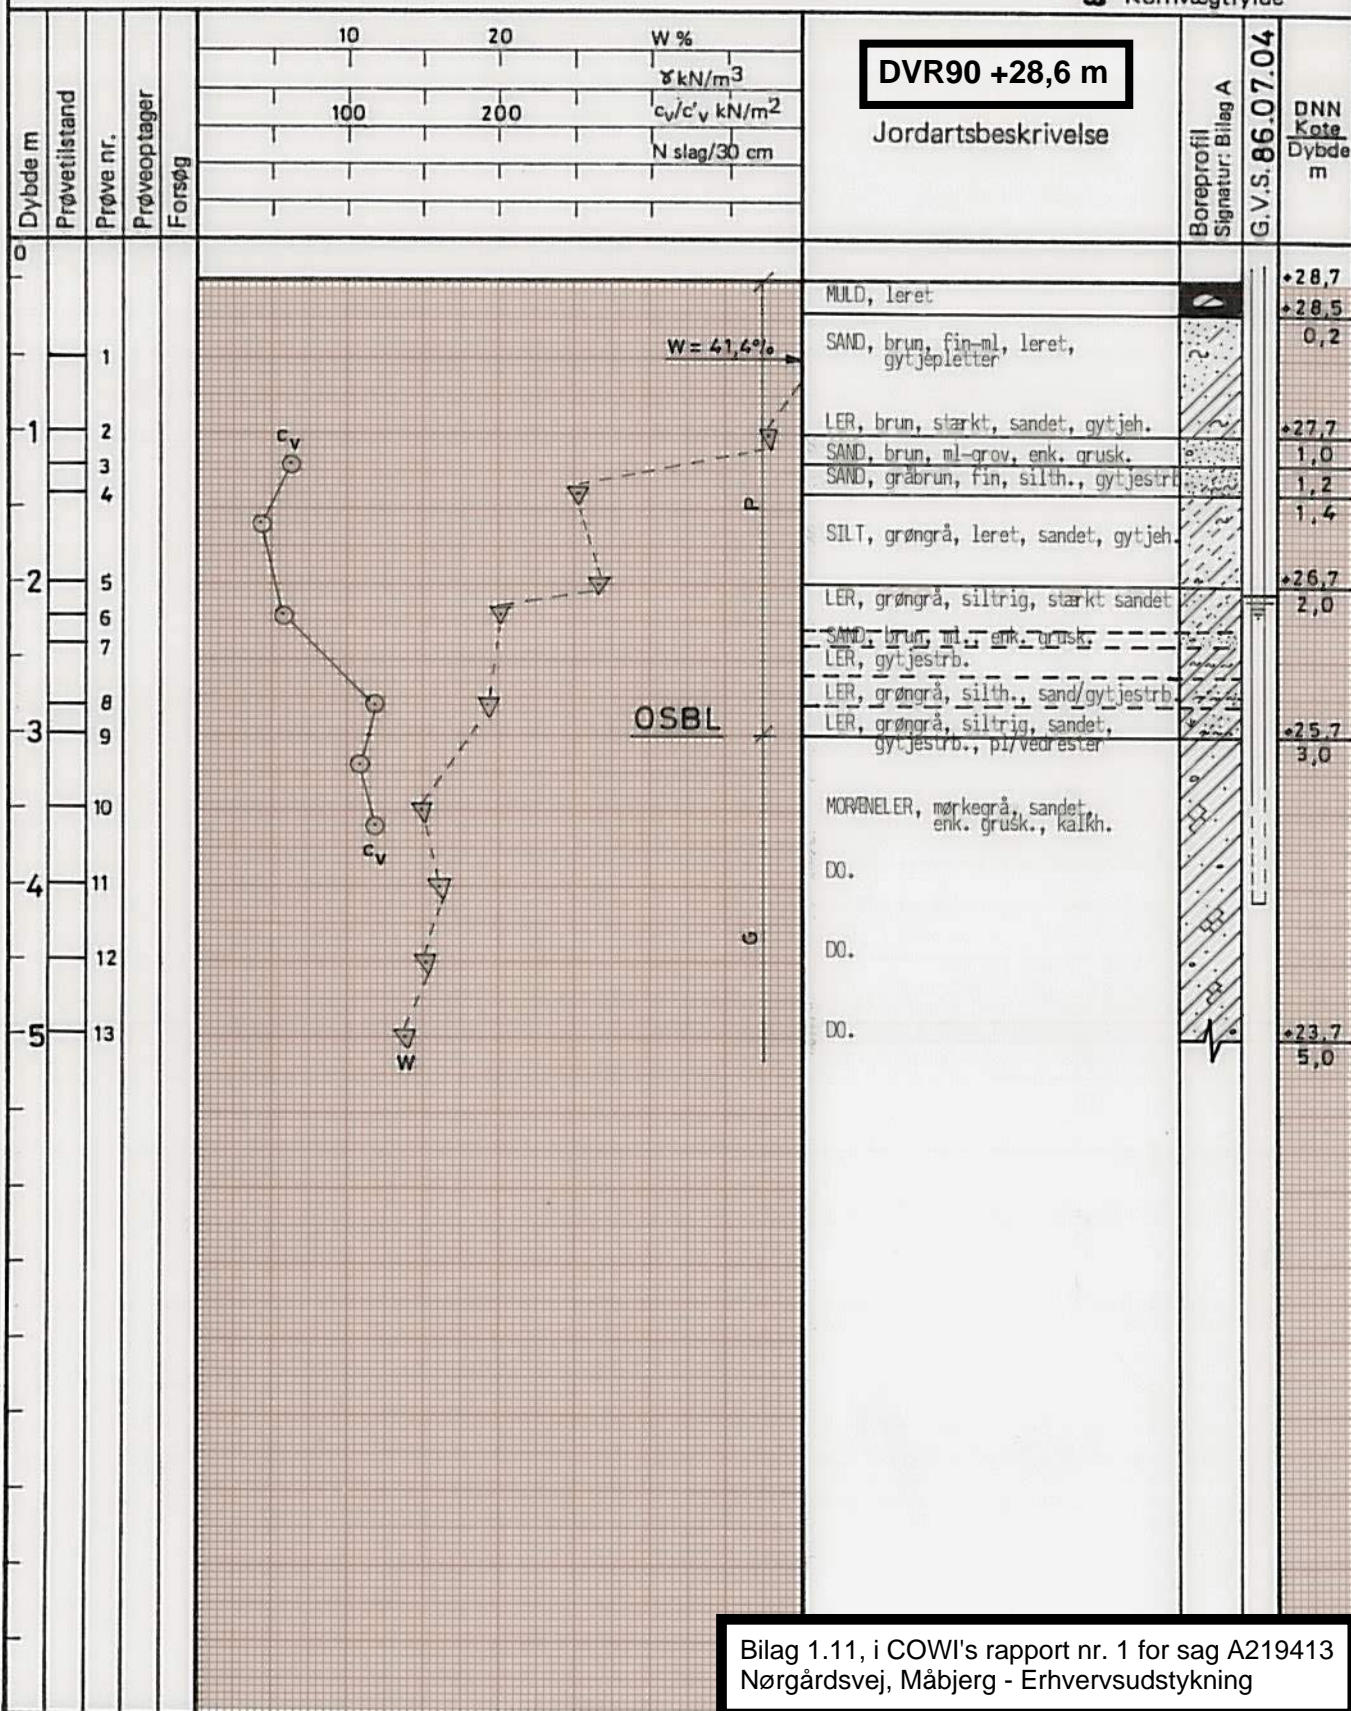 Kornvægtfylde
10 20 W %
γ kN/m3
100 200 cv/c'v kN/m2
N slag/30 cm
Dybde m
Prøvetilstand
Prøve nr.
Prøveoptager
Forsøg
DVR90 +28,6 m
Jordartsbeskrivelse
Boreprofil
Signatur: Bilag A
G.V.S. 86.07.04
DNN
Kote
Dybde
m
0
+28,7
MULD, leret
+28,5
0,2
W = 41,4%
SAND, brun, fin-ml, leret,
gytjepletter
1
1
2
LER, brun, stærkt, sandet, gytjeh.
+27,7
cv
3
SAND, brun, ml-grov, enk. grusk.
1,0
4
SAND, gråbrun, fin, silth., gytjestrb
1,2
P
1,4
SILT, grøngrå, leret, sandet, gytjeh.
2
5
+26,7
LER, grøngrå, siltrig, stærkt sandet
2,0
6
7
SAND, brun, ml., enk. grusk.
LER, gytjestrb.
8
LER, grøngrå, silth., sand/gytjestrb.
3
9
OSBL
LER, grøngrå, siltrig, sandet,
gytjestrb., pl/vedrester
+25,7
3,0
10
MORÆNELER, mørkegrå, sandet,
enk. grusk., kalkh.
cv
4
11
DO.
G
12
DO.
5
13
DO.
+23,7
W
5,0
Bilag 1.11, i COWI's rapport nr. 1 for sag A219413
Nørgårdsvej, Måbjerg - Erhvervsudstykning